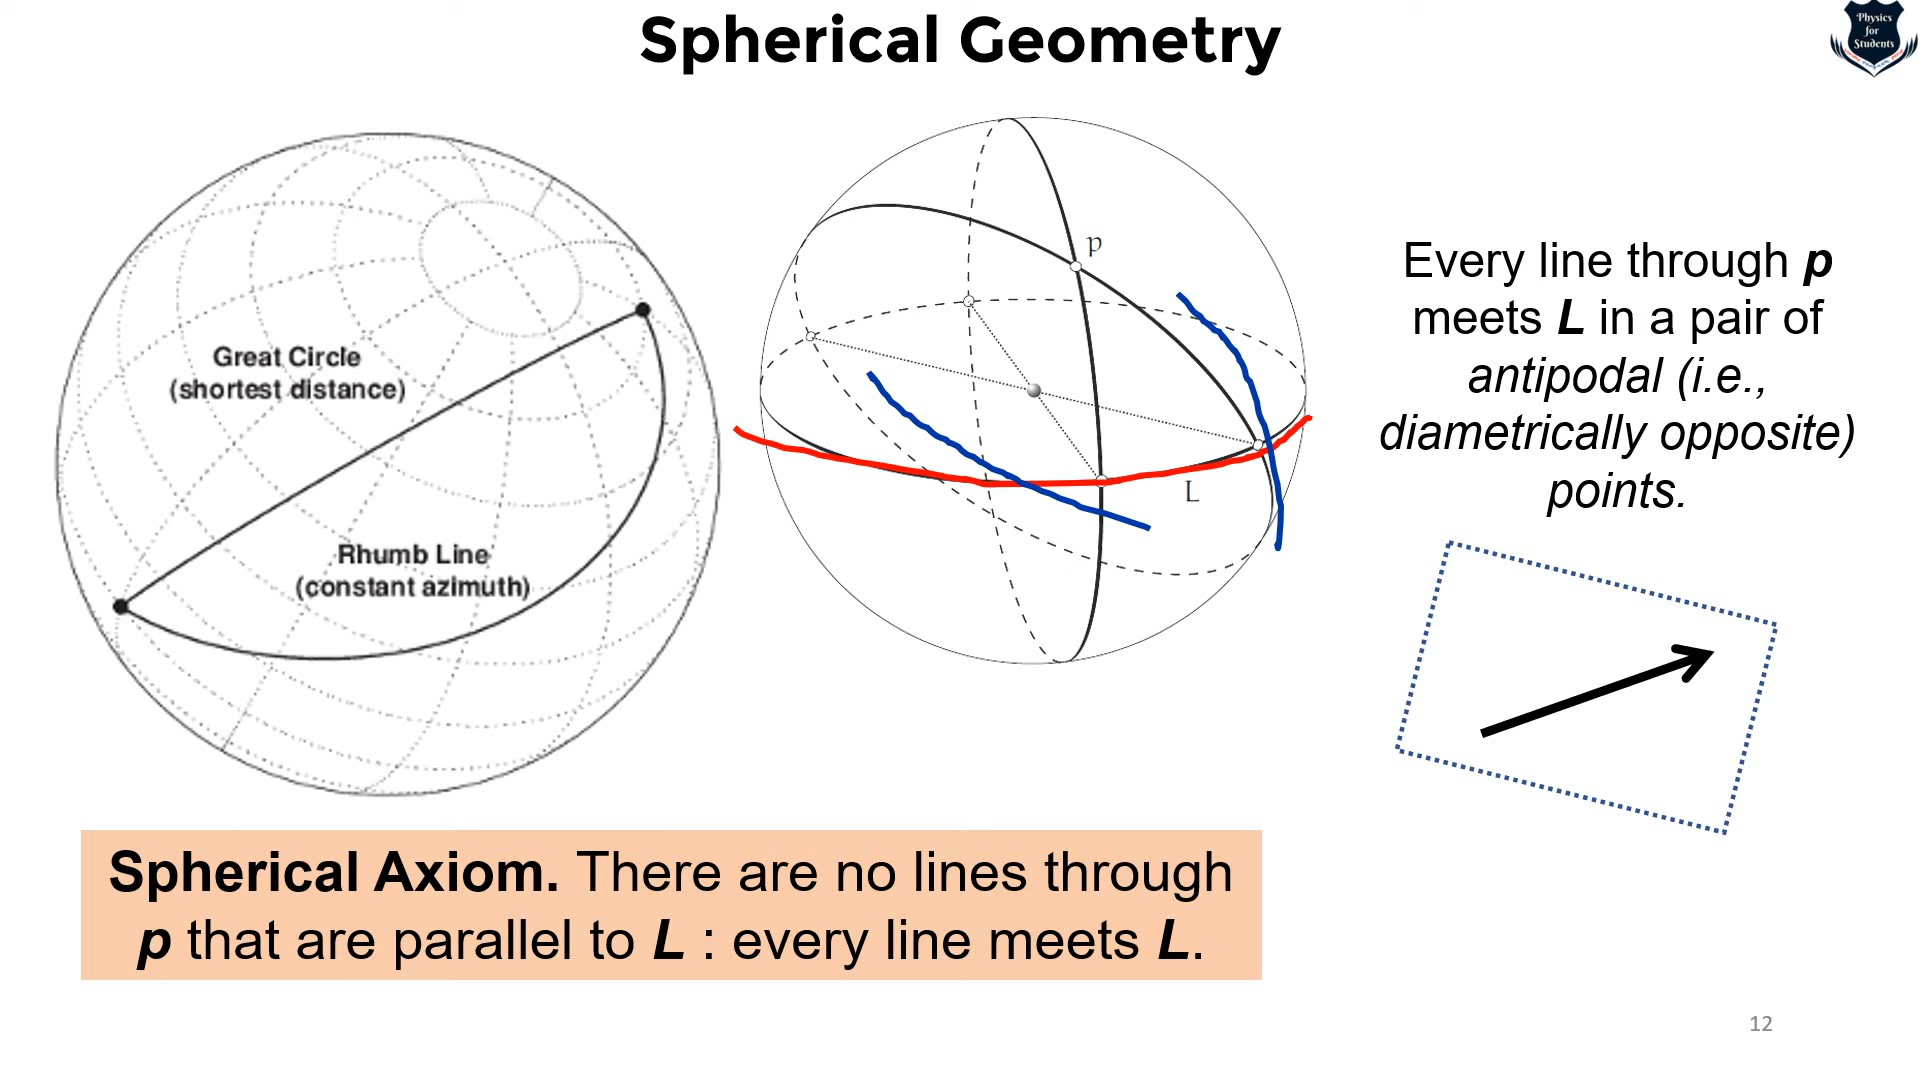 Spherical Geometry
Physics
for
Students
Great Circle
(shortest distance)
Rhumb Line
(constant azimuth)
p
L
Every line through p
meets L in a pair of
antipodal (i.e.,
diametrically opposite)
points.
Spherical Axiom. There are no lines through
p that are parallel to L : every line meets L.
12